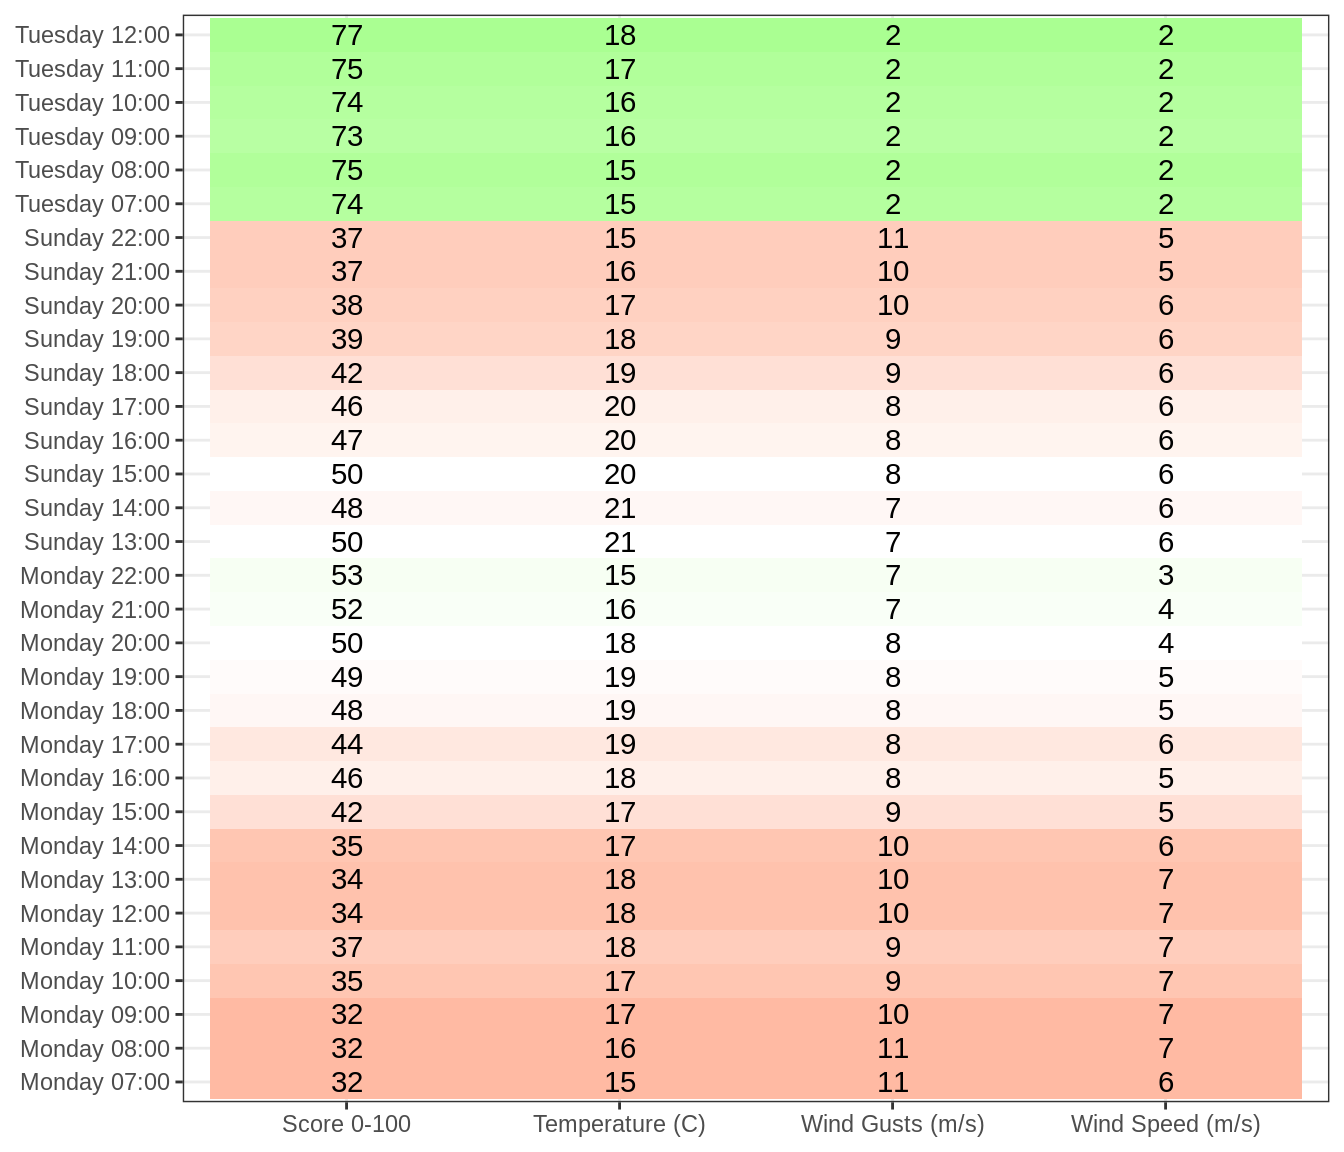 Tuesday 12:00 77 18 2 2
Tuesday 11:00 75 17 2 2
Tuesday 10:00 74 16 2 2
Tuesday 09:00 73 16 2 2
Tuesday 08:00 75 15 2 2
Tuesday 07:00 74 15 2 2
Sunday 22:00 37 15 11 5
Sunday 21:00 37 16 10 5
Sunday 20:00 38 17 10 6
Sunday 19:00 39 18 9 6
Sunday 18:00 42 19 9 6
Sunday 17:00 46 20 8 6
Sunday 16:00 47 20 8 6
Sunday 15:00 50 20 8 6
Sunday 14:00 48 21 7 6
Sunday 13:00 50 21 7 6
Monday 22:00 53 15 7 3
Monday 21:00 52 16 7 4
Monday 20:00 50 18 8 4
Monday 19:00 49 19 8 5
Monday 18:00 48 19 8 5
Monday 17:00 44 19 8 6
Monday 16:00 46 18 8 5
Monday 15:00 42 17 9 5
Monday 14:00 35 17 10 6
Monday 13:00 34 18 10 7
Monday 12:00 34 18 10 7
Monday 11:00 37 18 9 7
Monday 10:00 35 17 9 7
Monday 09:00 32 17 10 7
Monday 08:00 32 16 11 7
Monday 07:00 32 15 11 6
Score 0-100 Temperature (C) Wind Gusts (m/s) Wind Speed (m/s)